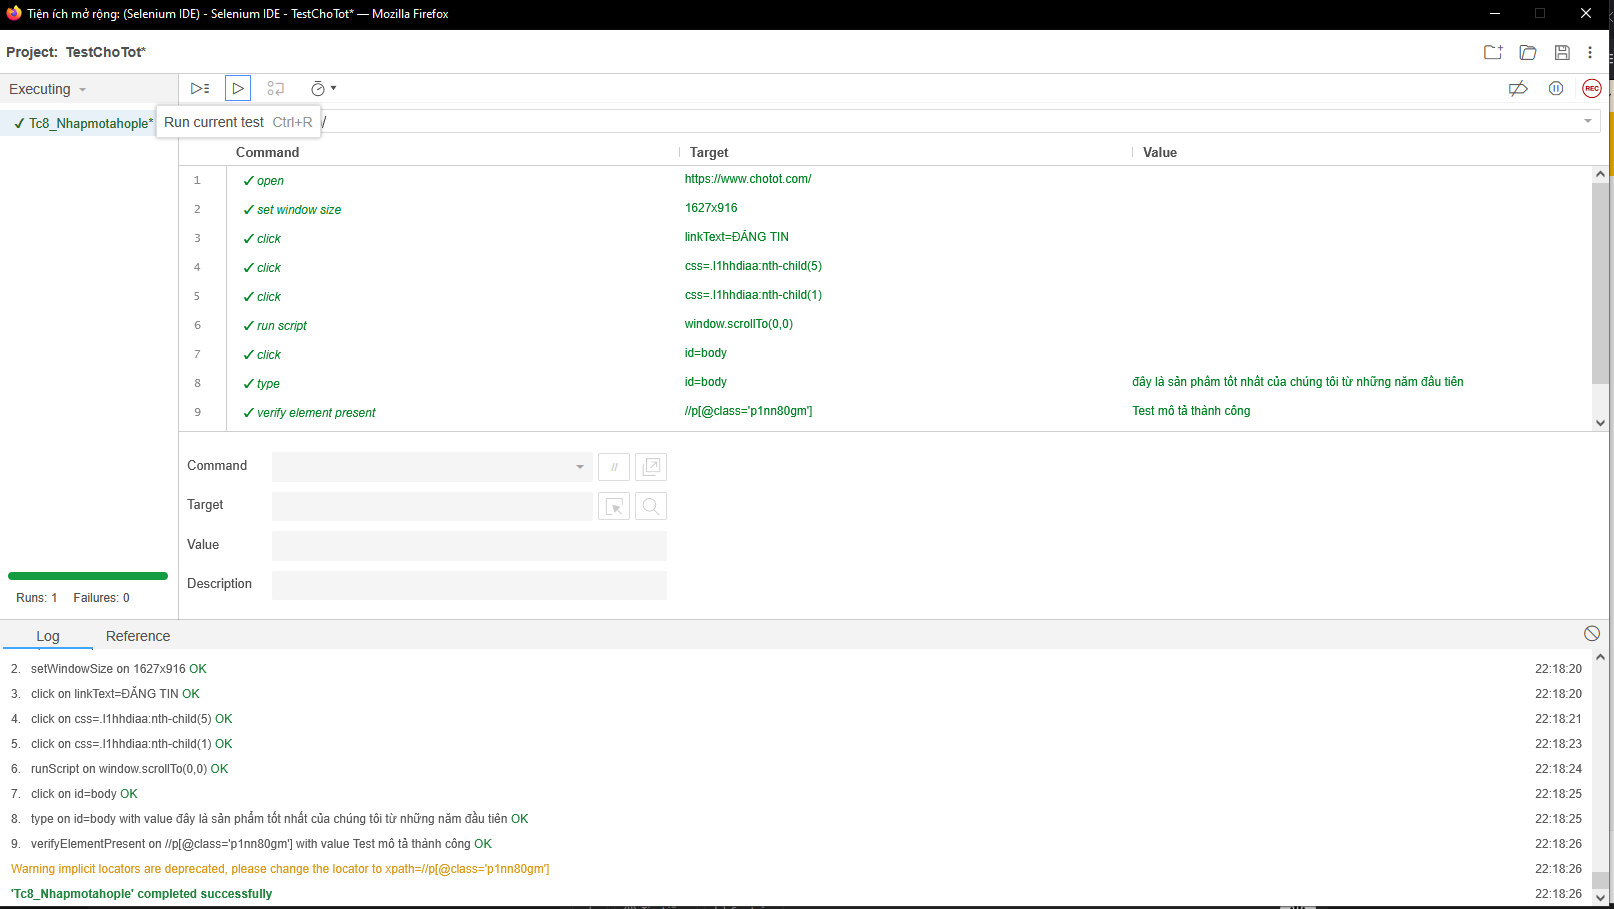 Tiện ích mở rộng: (Selenium IDE) - Selenium IDE - TestChoTot* — Mozilla Firefox
Project: TestChoTot*
Executing
REC
✓ Tc8_Nhapmotahople*
Run current test Ctrl+R
/
Command Target Value
1 ✓ open https://www.chotot.com/
2 ✓ set window size 1627x916
3 ✓ click linkText=ĐĂNG TIN
4 ✓ click css=.l1hhdiaa:nth-child(5)
5 ✓ click css=.l1hhdiaa:nth-child(1)
6 ✓ run script window.scrollTo(0,0)
7 ✓ click id=body
8 ✓ type id=body đây là sản phẩm tốt nhất của chúng tôi từ những năm đầu tiên
9 ✓ verify element present //p[@class='p1nn80gm'] Test mô tả thành công
Command //
Target
Value
Description
Runs: 1 Failures: 0
Log Reference
2. setWindowSize on 1627x916 OK 22:18:20
3. click on linkText=ĐĂNG TIN OK 22:18:20
4. click on css=.l1hhdiaa:nth-child(5) OK 22:18:21
5. click on css=.l1hhdiaa:nth-child(1) OK 22:18:23
6. runScript on window.scrollTo(0,0) OK 22:18:24
7. click on id=body OK 22:18:25
8. type on id=body with value đây là sản phẩm tốt nhất của chúng tôi từ những năm đầu tiên OK 22:18:25
9. verifyElementPresent on //p[@class='p1nn80gm'] with value Test mô tả thành công OK 22:18:26
Warning implicit locators are deprecated, please change the locator to xpath=//p[@class='p1nn80gm'] 22:18:26
'Tc8_Nhapmotahople' completed successfully 22:18:26